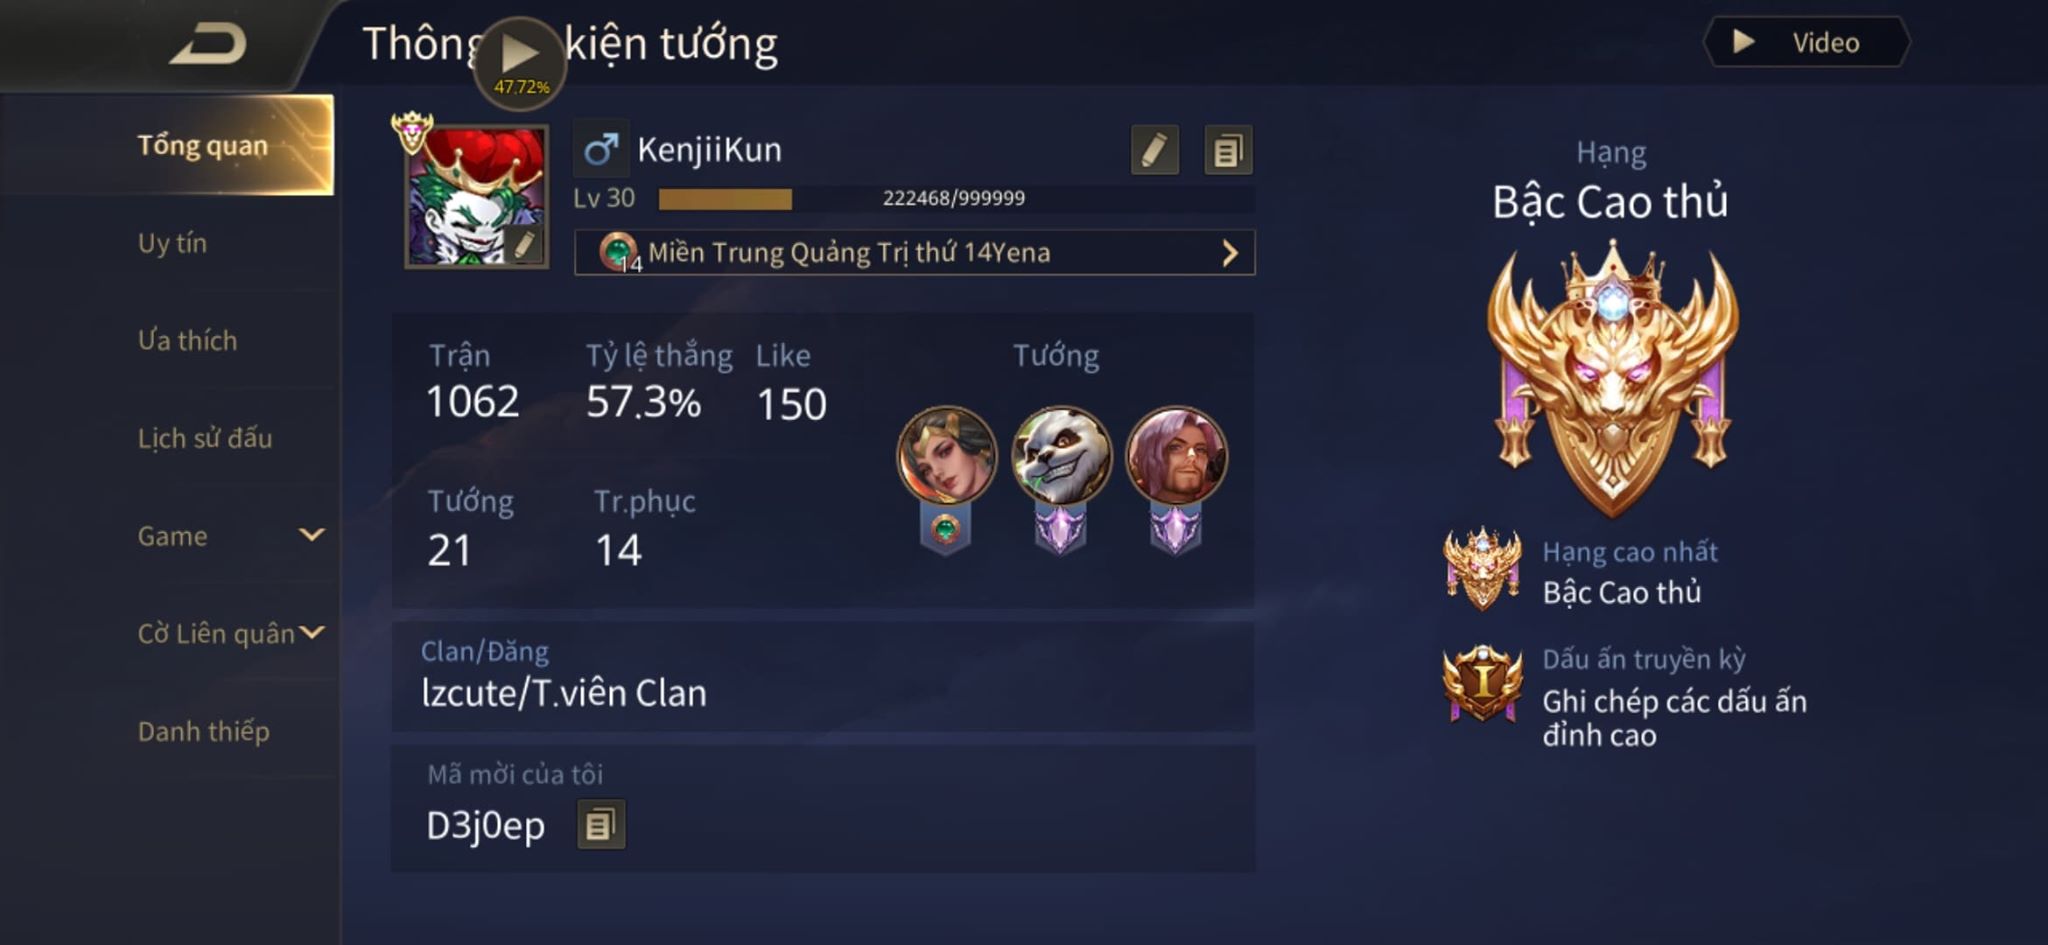 Thông kiện tướng
47.72%
Video
Tổng quan
Uy tín
Ưa thích
Lịch sử đấu
Game
Cờ Liên quân
Danh thiếp
KenjiiKun
Lv 30
222468/999999
14
Miền Trung Quảng Trị thứ 14Yena
Trận
1062
Tỷ lệ thắng
57.3%
Like
150
Tướng
21
Tr.phục
14
Tướng
Clan/Đăng
lzcute/T.viên Clan
Mã mời của tôi
D3j0ep
Hạng
Bậc Cao thủ
Hạng cao nhất
Bậc Cao thủ
I
Dấu ấn truyền kỳ
Ghi chép các dấu ấn
đỉnh cao